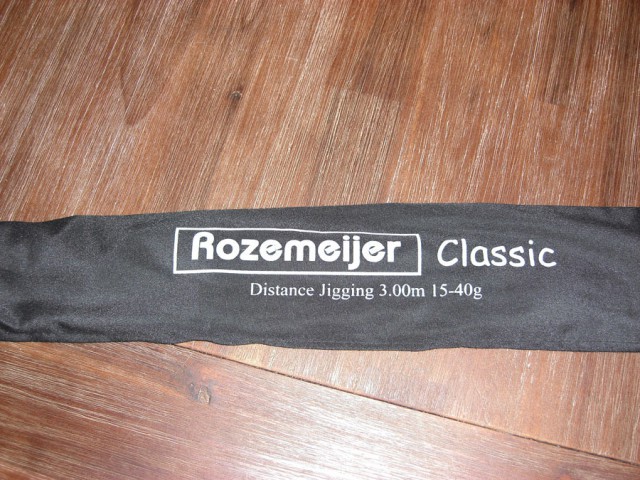 Rozemeijer Classic
Distance Jigging 3.00m 15-40g